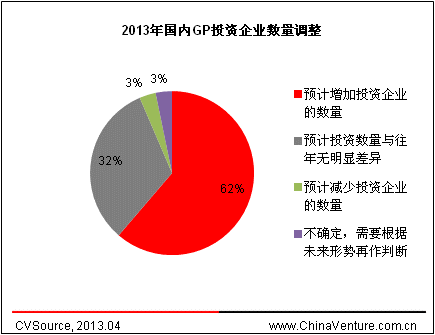 2013年国内GP投资企业数量调整
3%
3%
32%
62%
预计增加投资企业
的数量
预计投资数量与往
年无明显差异
预计减少投资企业
的数量
不确定，需要根据
未来形势再作判断
CVSource, 2013.04
www.ChinaVenture.com.cn